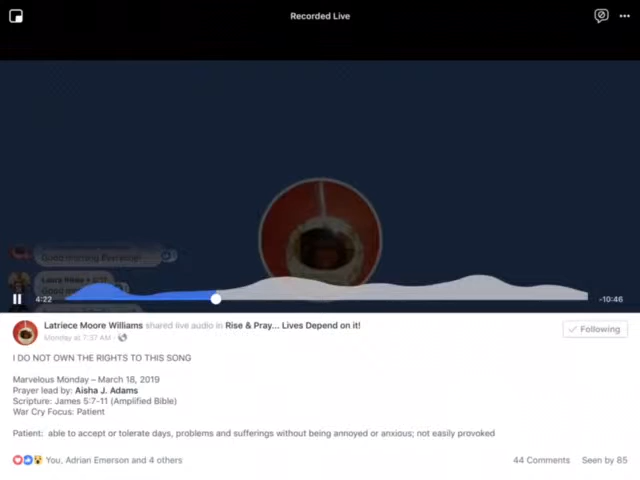 Recorded Live
Good morning Everyone!
4:22
-10:46
Latriece Moore Williams shared live audio in Rise & Pray... Lives Depend on it!
Monday at 7:37 AM
Following
I DO NOT OWN THE RIGHTS TO THIS SONG
Marvelous Monday – March 18, 2019
Prayer lead by: Aisha J. Adams
Scripture: James 5:7-11 (Amplified Bible)
War Cry Focus: Patient
Patient: able to accept or tolerate days, problems and sufferings without being annoyed or anxious; not easily provoked
You, Adrian Emerson and 4 others
44 Comments
Seen by 85